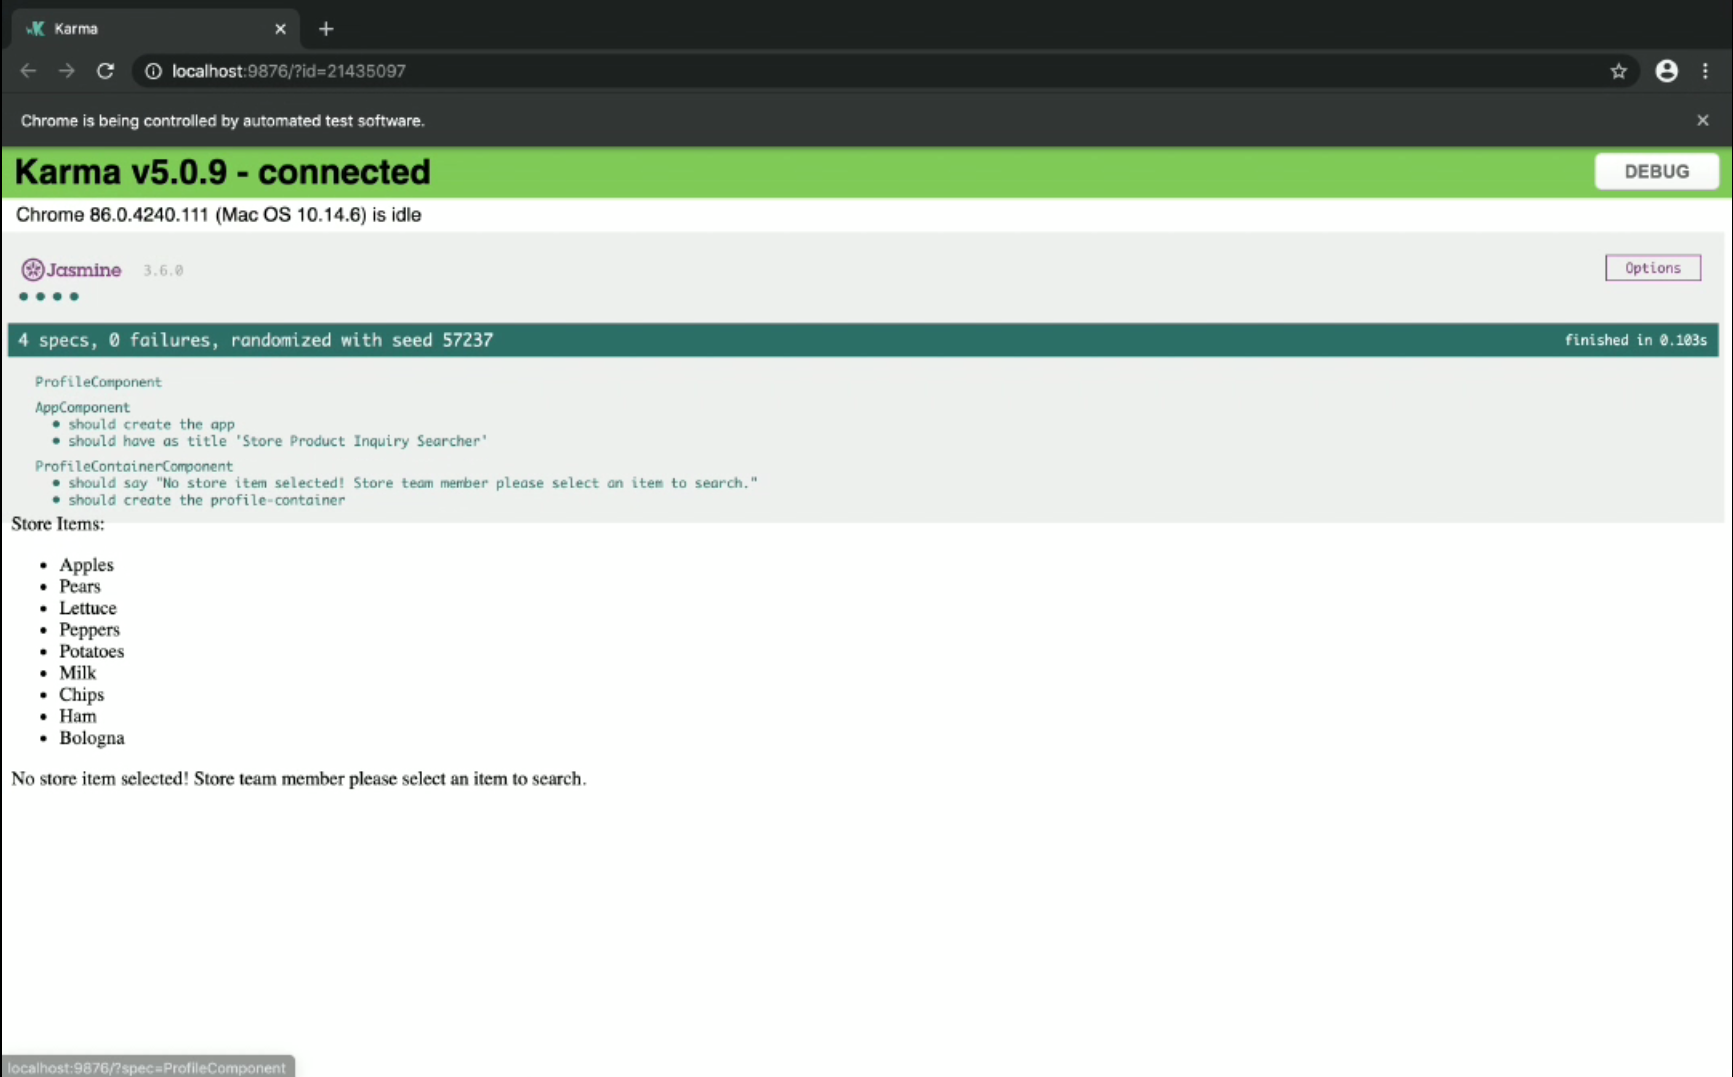 Karma
localhost:9876/?id=21435097
Chrome is being controlled by automated test software.
Karma v5.0.9 - connected
DEBUG
Chrome 86.0.4240.111 (Mac OS 10.14.6) is idle
Jasmine 3.6.0
Options
4 specs, 0 failures, randomized with seed 57237
finished in 0.103s
ProfileComponent
AppComponent
• should create the app
• should have as title 'Store Product Inquiry Searcher'
ProfileContainerComponent
• should say "No store item selected! Store team member please select an item to search."
• should create the profile-container
Store Items:
• Apples
• Pears
• Lettuce
• Peppers
• Potatoes
• Milk
• Chips
• Ham
• Bologna
No store item selected! Store team member please select an item to search.
localhost:9876/?spec=ProfileComponent